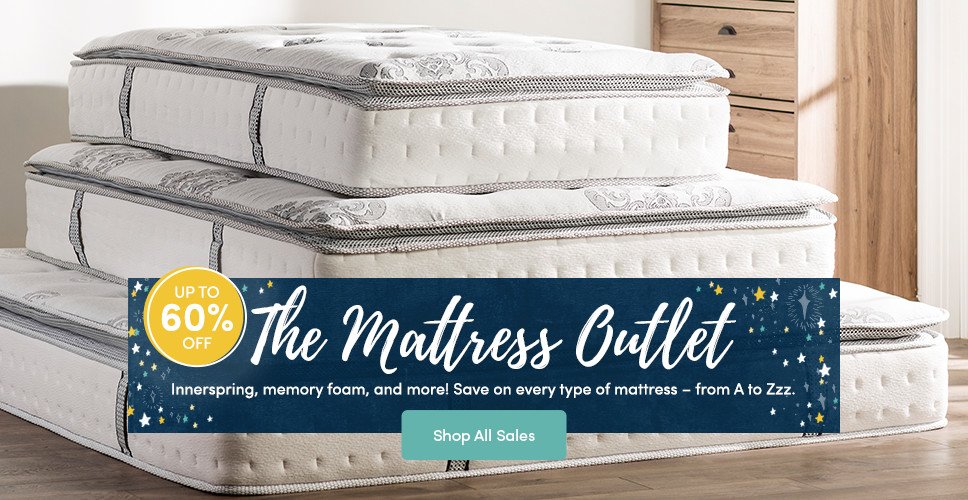 UP TO
60%
OFF
The Mattress Outlet
Innerspring, memory foam, and more! Save on every type of mattress – from A to Zzz.
Shop All Sales